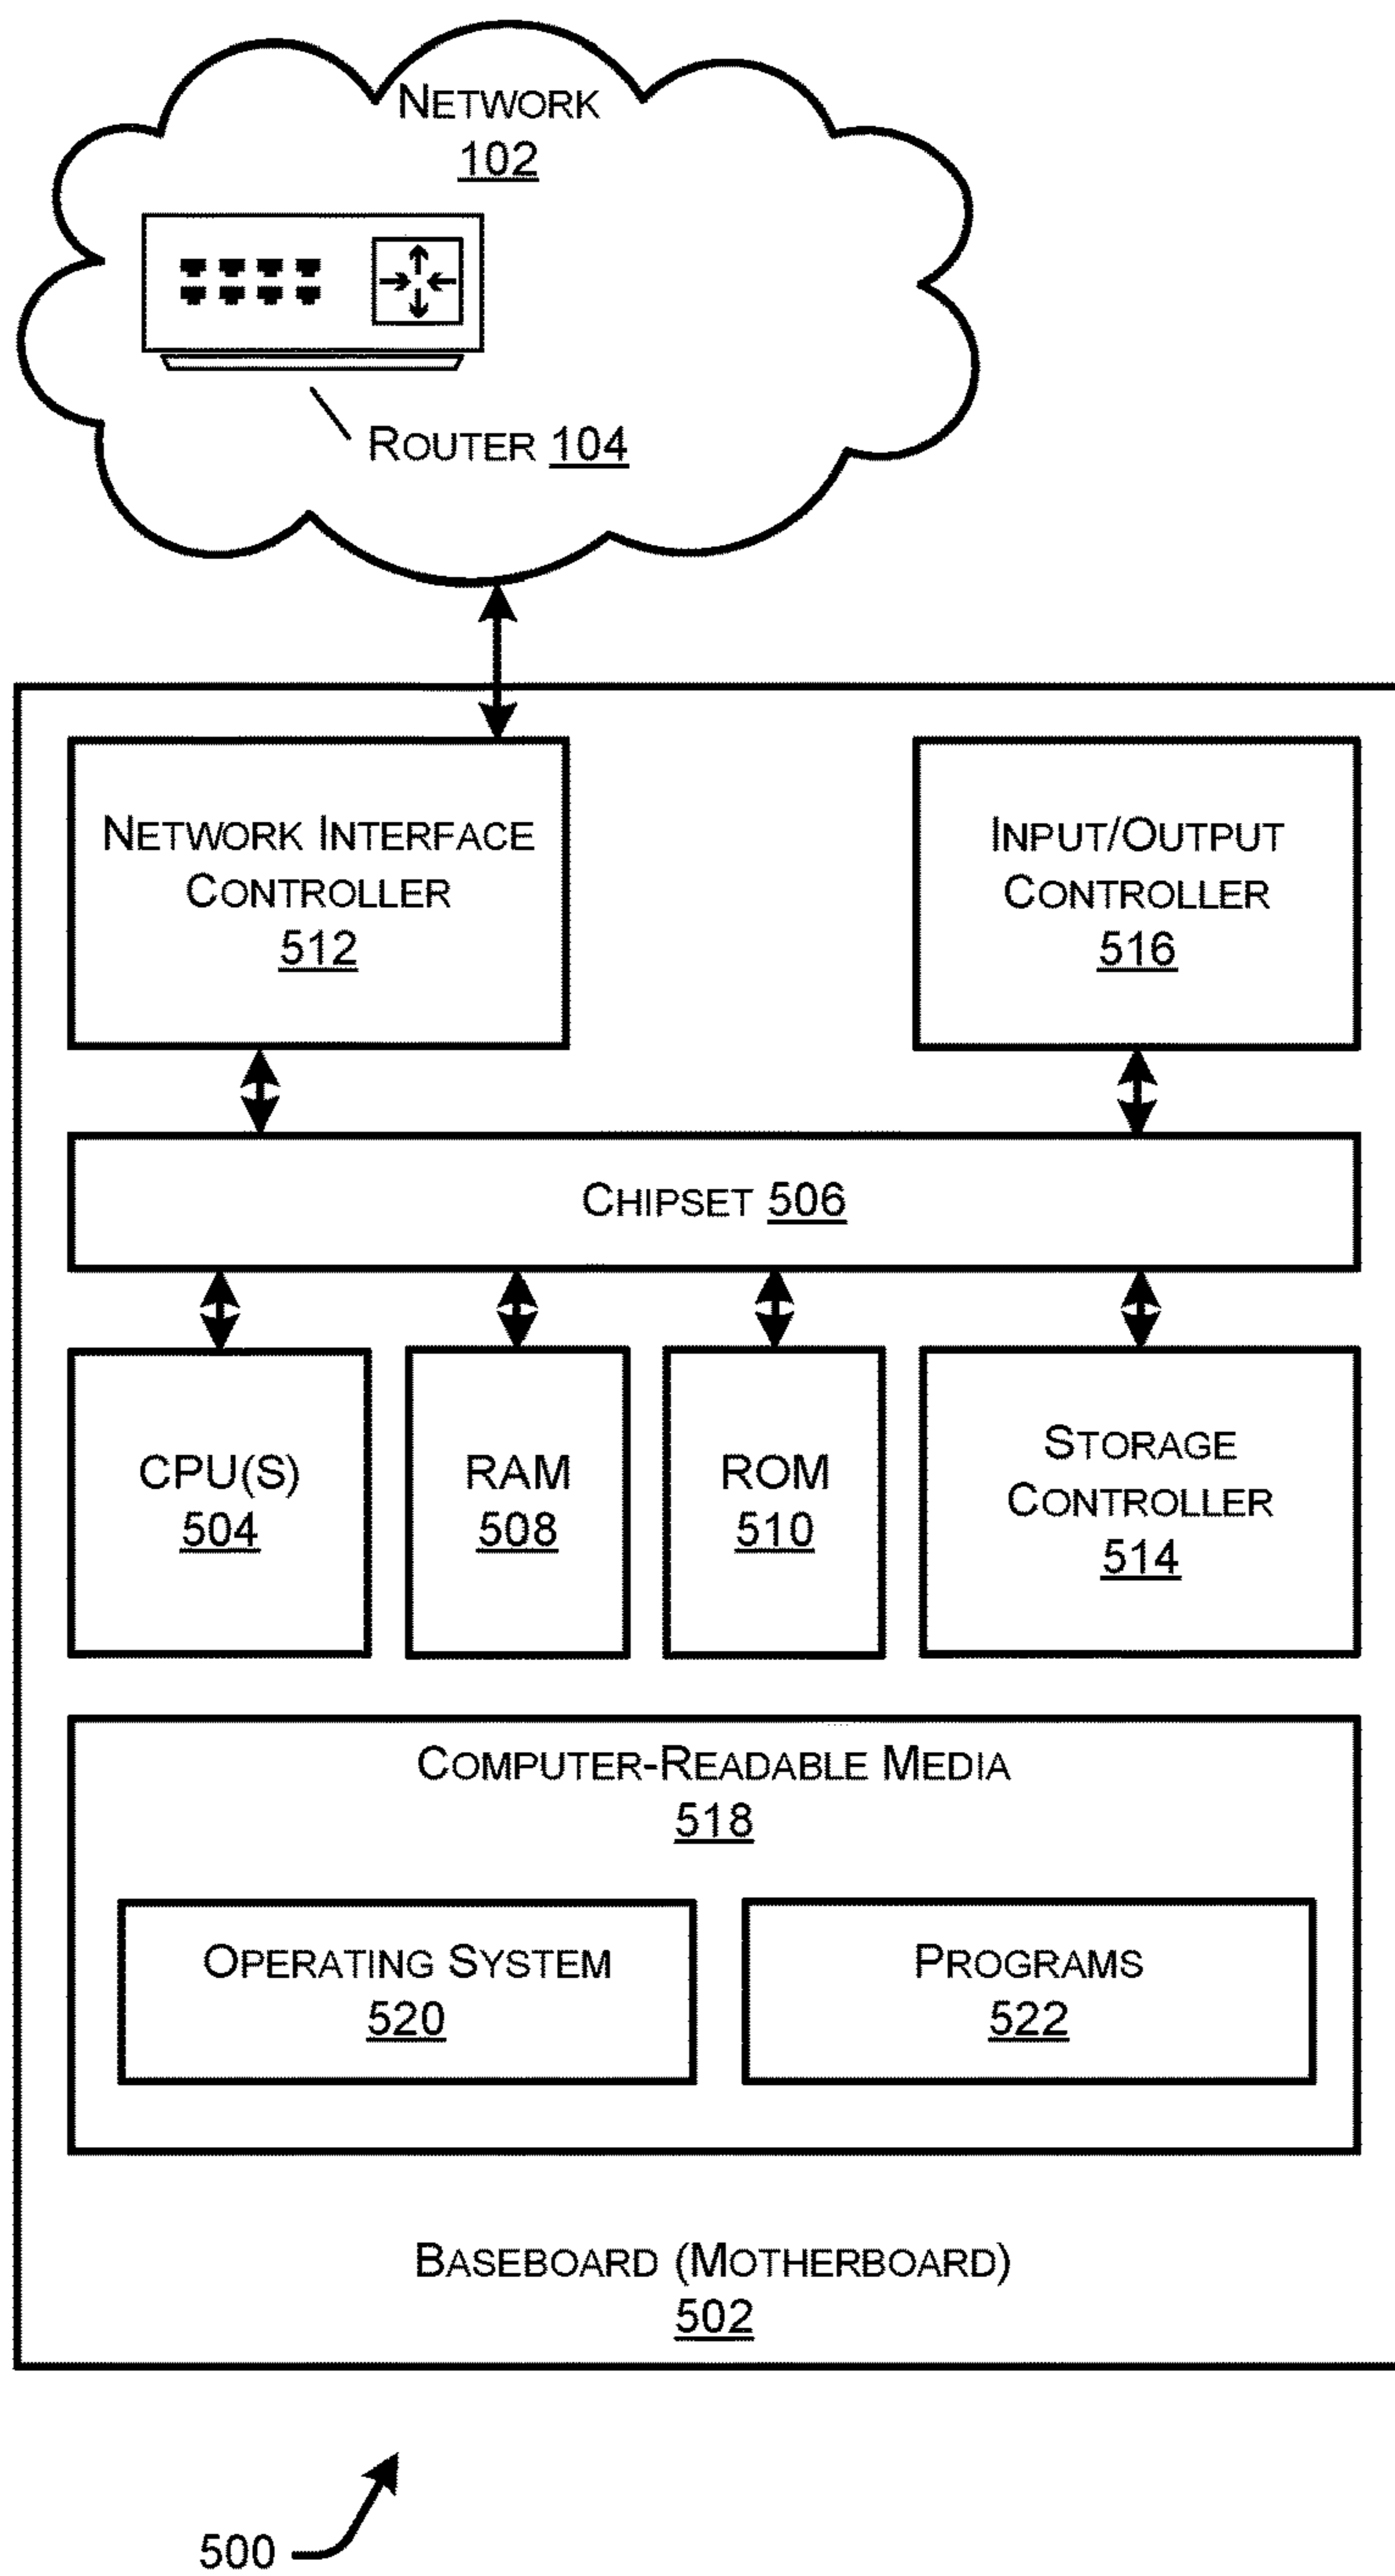 NETWORK
102
ROUTER 104
NETWORK INTERFACE
CONTROLLER
512
INPUT/OUTPUT
CONTROLLER
516
CHIPSET 506
CPU(S)
504
RAM
508
ROM
510
STORAGE
CONTROLLER
514
COMPUTER-READABLE MEDIA
518
OPERATING SYSTEM
520
PROGRAMS
522
BASEBOARD (MOTHERBOARD)
502
500